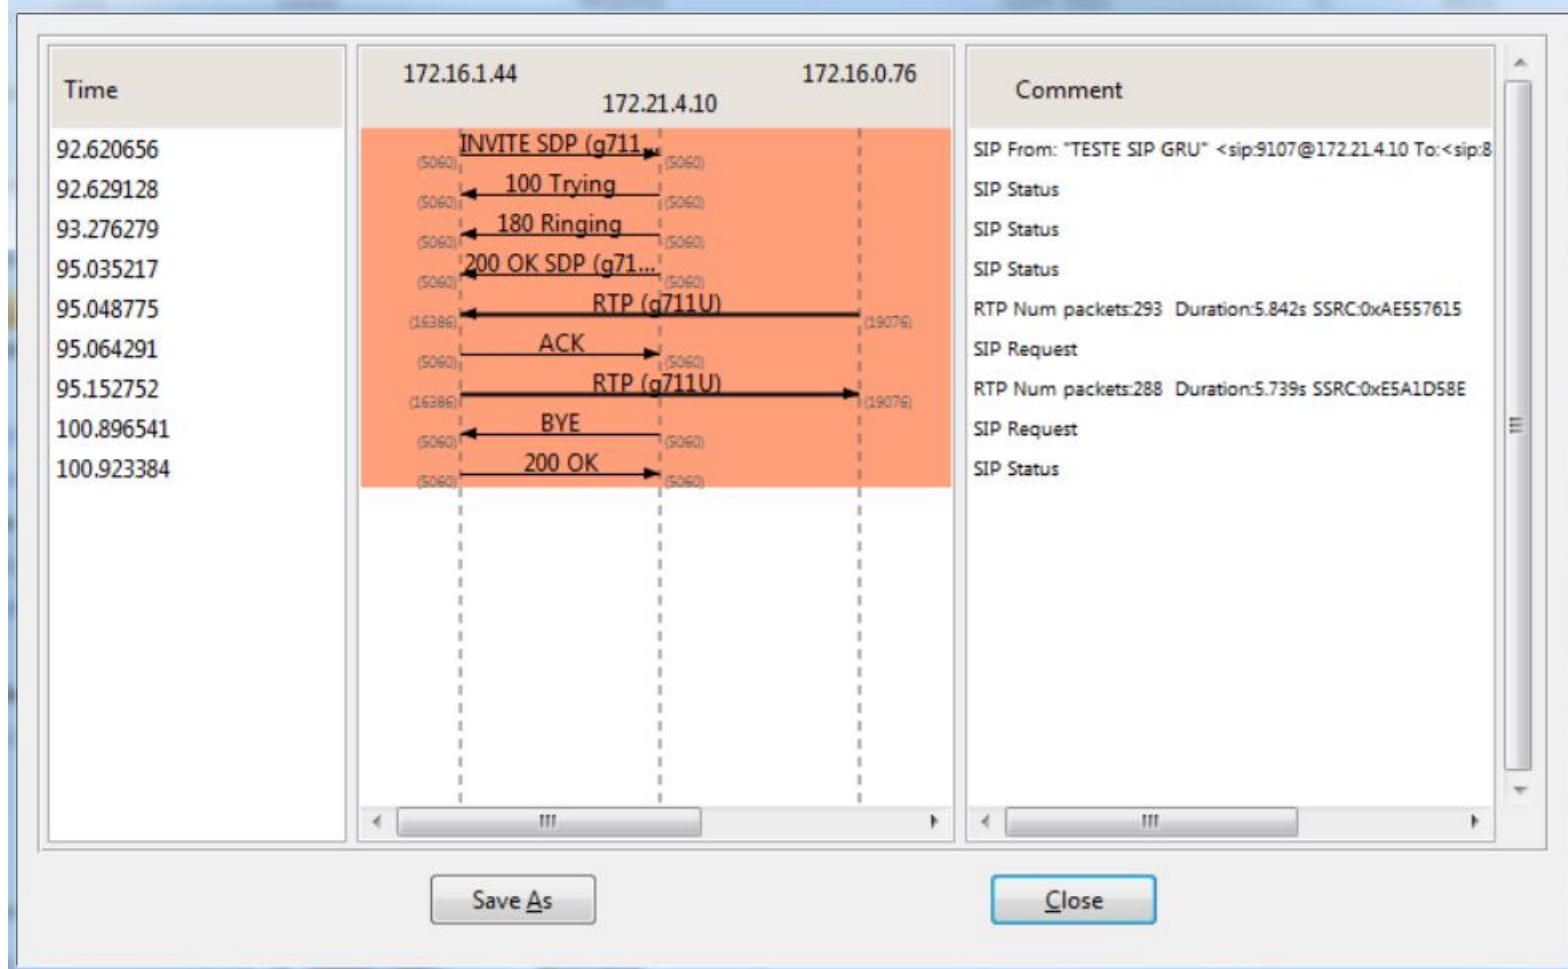 Time
172.16.1.44
172.16.0.76
172.21.4.10
Comment
92.620656
INVITE SDP (g711...
(5060)
(5060)
SIP From: "TESTE SIP GRU" <sip:9107@172.21.4.10 To:<sip:8
92.629128
100 Trying
(5060)
(5060)
SIP Status
93.276279
180 Ringing
(5060)
(5060)
SIP Status
95.035217
200 OK SDP (g71...
(5060)
(5060)
SIP Status
95.048775
RTP (g711U)
(16386)
(19076)
RTP Num packets:293 Duration:5.842s SSRC:0xAE557615
95.064291
ACK
(5060)
(5060)
SIP Request
95.152752
RTP (g711U)
(16386)
(19076)
RTP Num packets:288 Duration:5.739s SSRC:0xE5A1D58E
100.896541
BYE
(5060)
(5060)
SIP Request
100.923384
200 OK
(5060)
(5060)
SIP Status
Save As
Close